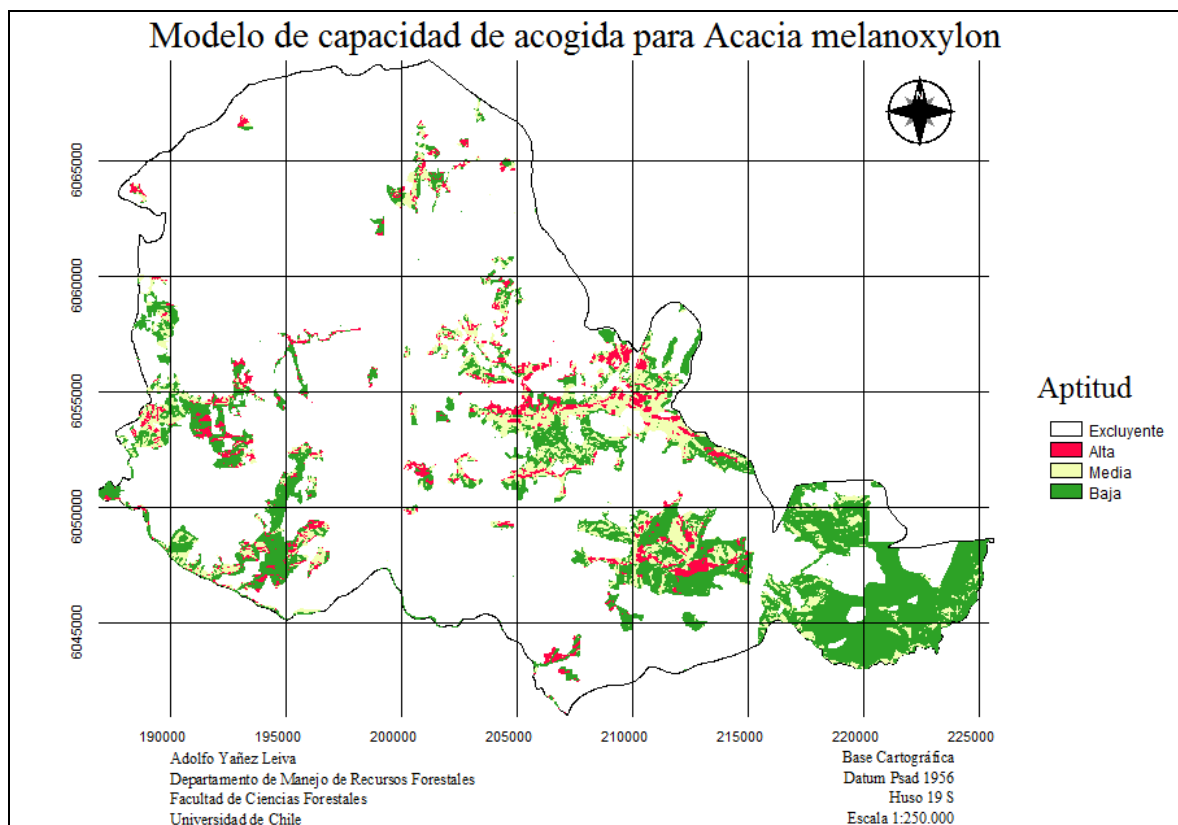 Modelo de capacidad de acogida para Acacia melanoxylon
N
6065000
6060000
6055000
6050000
6045000
Aptitud
Excluyente
Alta
Media
Baja
190000 195000 200000 205000 210000 215000 220000 225000
Adolfo Yañez Leiva
Departamento de Manejo de Recursos Forestales
Facultad de Ciencias Forestales
Universidad de Chile
Base Cartográfica
Datum Psad 1956
Huso 19 S
Escala 1:250.000